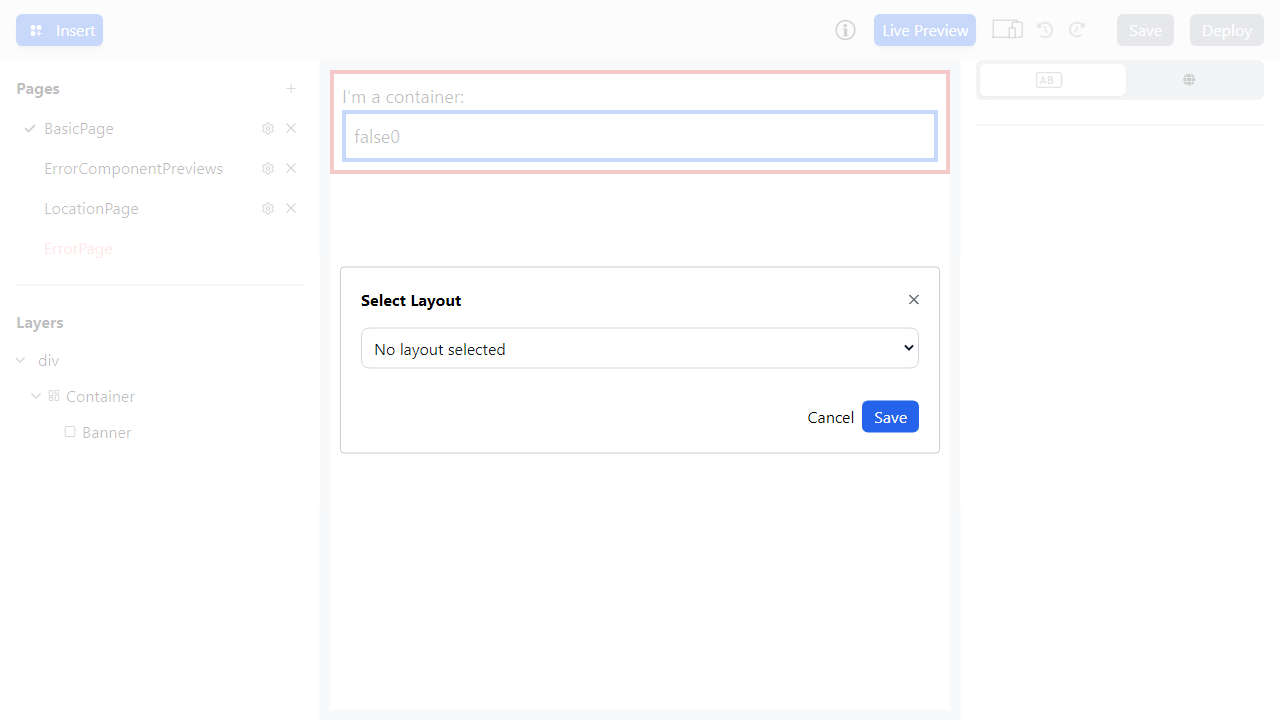 Insert
Live Preview
Save
Deploy
Pages
BasicPage
ErrorComponentPreviews
LocationPage
ErrorPage
Layers
div
Container
Banner
I'm a container:
false0
Select Layout
No layout selected
Cancel
Save
AB